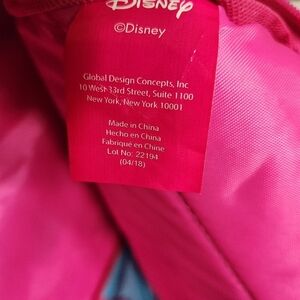 Disney
©Disney
Global Design Concepts, Inc
10 West 33rd Street, Suite 1100
New York, New York 10001
Made in China
Hecho en China
Fabriqué en Chine
Lot No: 22194
(04/18)